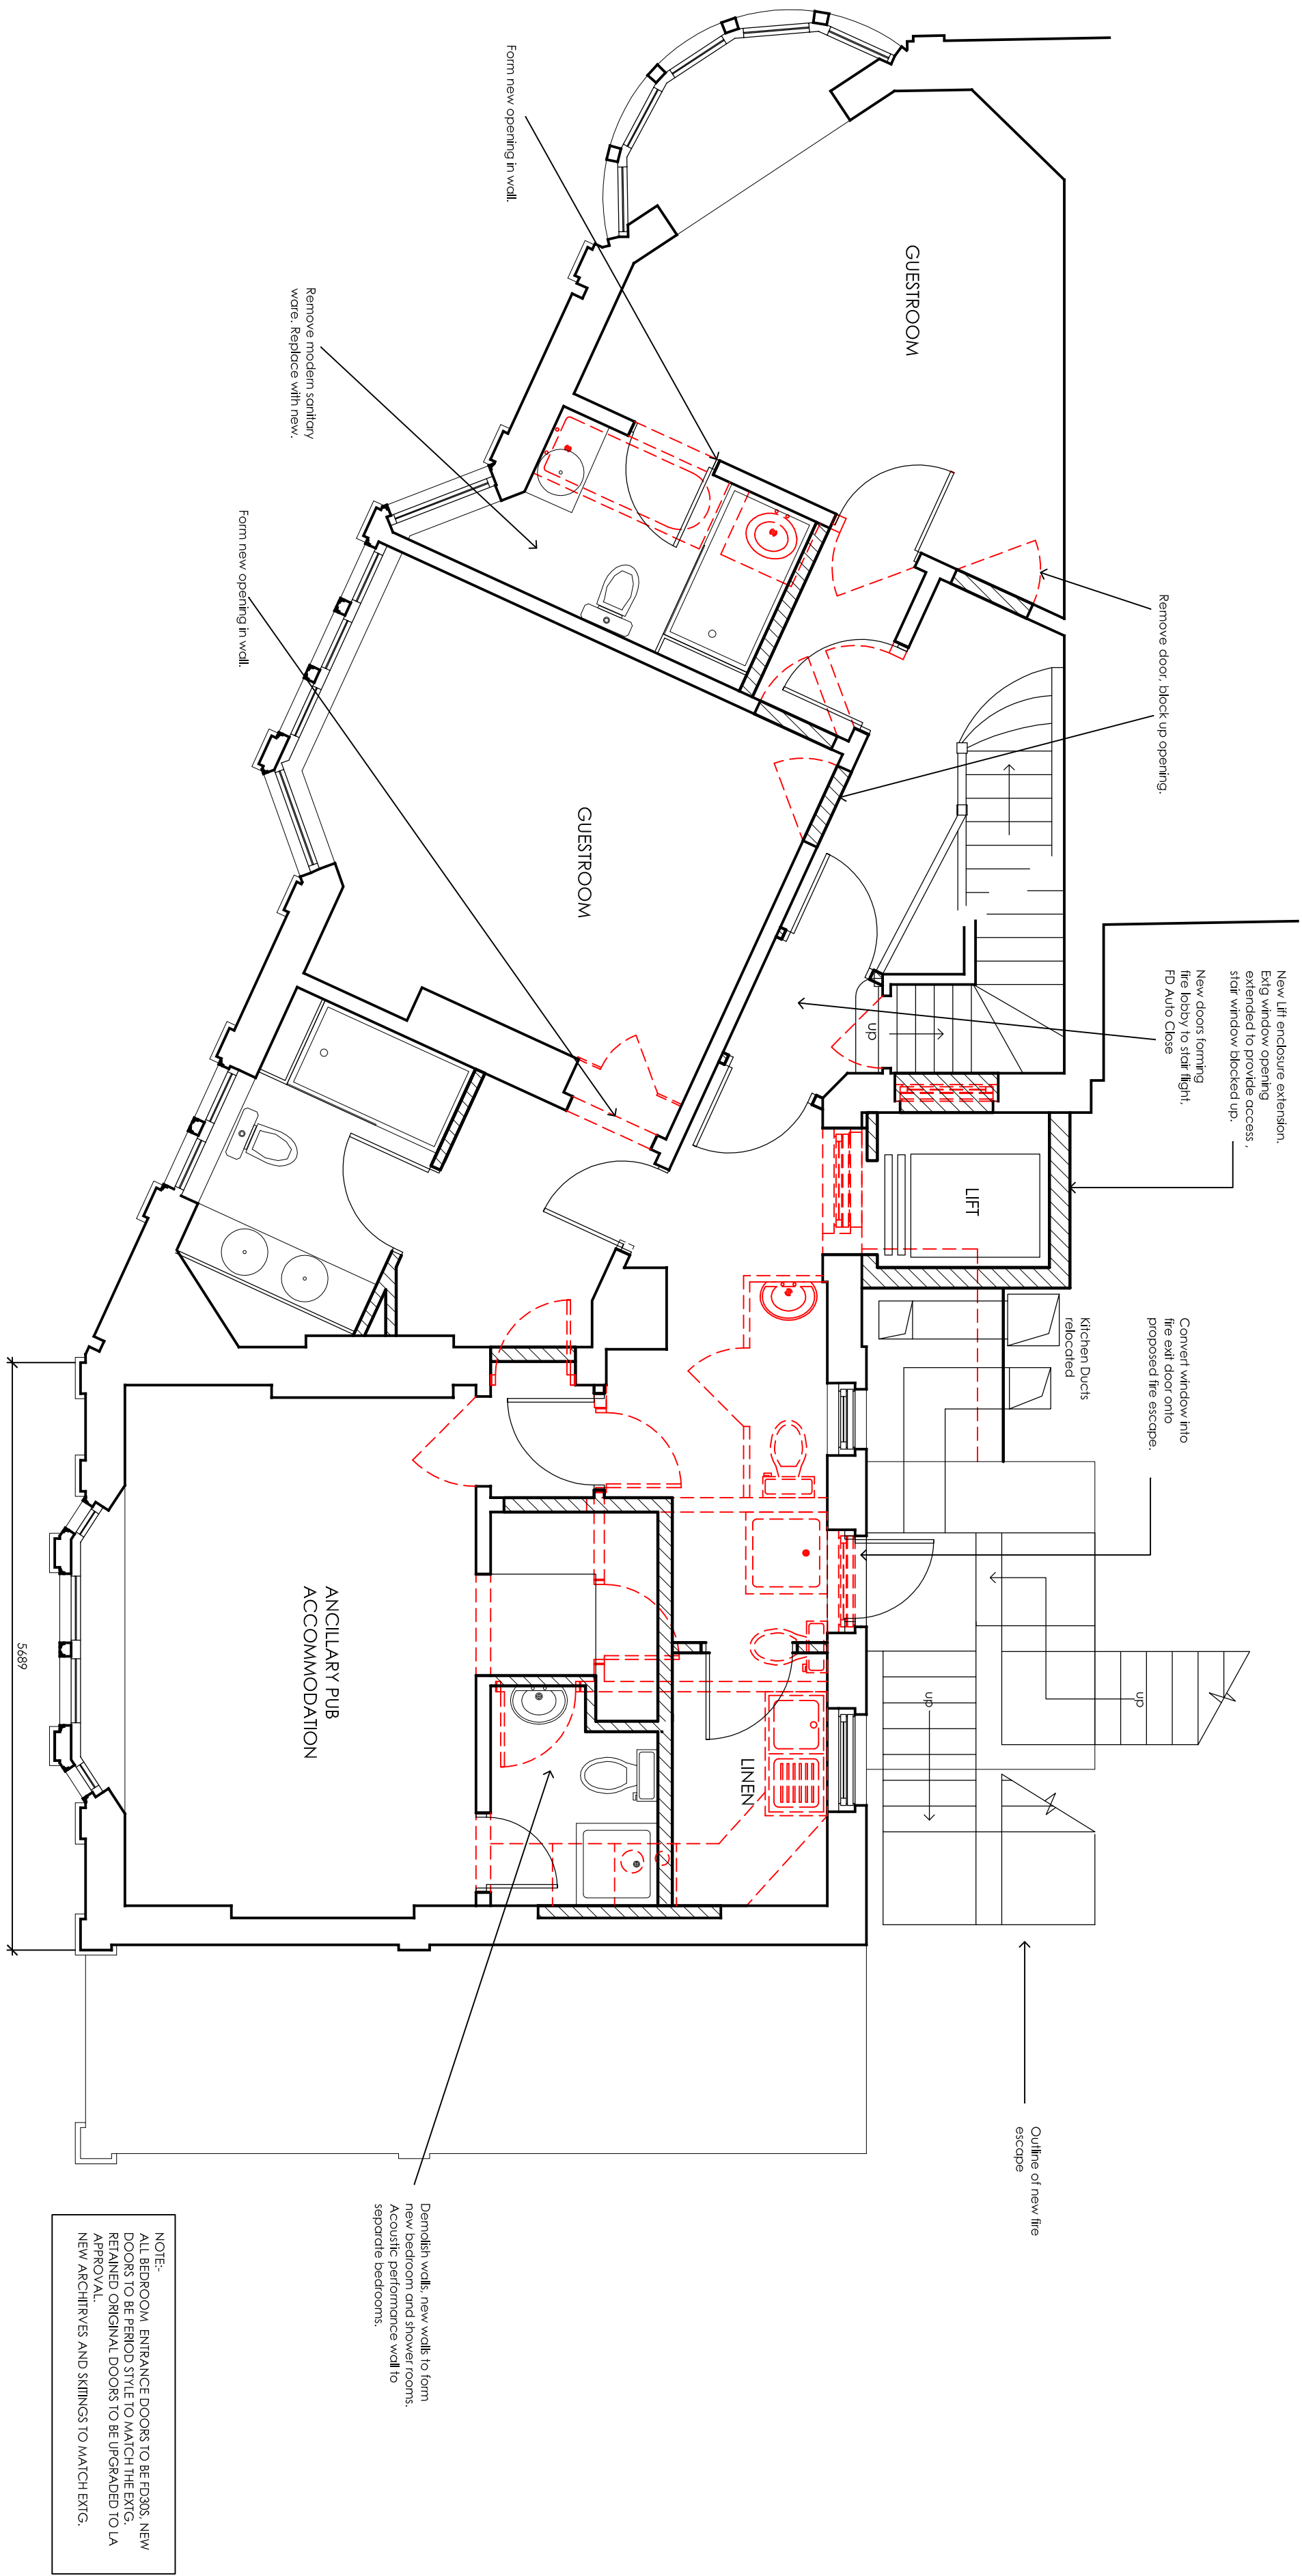 New Lift enclosure extension.
Extg window opening
extended to provide access ,
stair window blocked up.
New doors forming
fire lobby to stair flight.
FD Auto Close
Convert window into
fire exit door onto
proposed fire escape.
Outline of new fire
escape
Remove door, block up opening.
Kitchen Ducts
relocated
GUESTROOM
LIFT
up
up
up
LINEN
GUESTROOM
Form new opening in wall.
Remove modern sanitary
ware. Replace with new.
Form new opening in wall.
ANCILLARY PUB
ACCOMMODATION
Demolish walls, new walls to form
new bedroom and shower rooms.
Acoustic performance wall to
separate bedrooms.
5689
NOTE:-
ALL BEDROOM ENTRANCE DOORS TO BE FD30S, NEW
DOORS TO BE PERIOD STYLE TO MATCH THE EXTG.
RETAINED ORIGINAL DOORS TO BE UPGRADED TO LA
APPROVAL.
NEW ARCHITRVES AND SKITINGS TO MATCH EXTG.